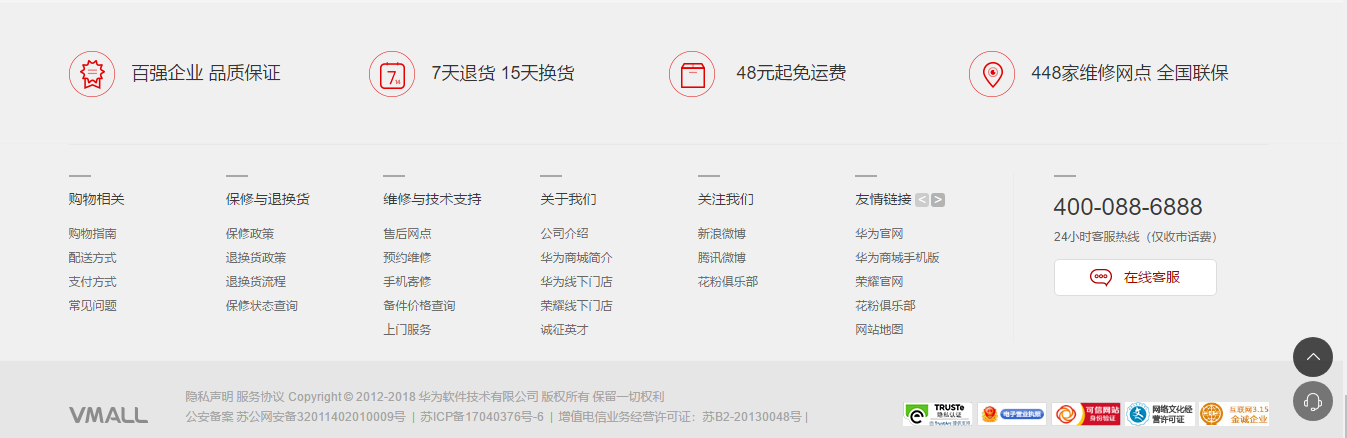 百强企业 品质保证
7天退货 15天换货
48元起免运费
448家维修网点 全国联保
购物相关
购物指南
配送方式
支付方式
常见问题
保修与退换货
保修政策
退换货政策
退换货流程
保修状态查询
维修与技术支持
售后网点
预约维修
手机寄修
备件价格查询
上门服务
关于我们
公司介绍
华为商城简介
华为线下门店
荣耀线下门店
诚征英才
关注我们
新浪微博
腾讯微博
花粉俱乐部
友情链接 < >
华为官网
华为商城手机版
荣耀官网
花粉俱乐部
网站地图
400-088-6888
24小时客服热线（仅收市话费）
在线客服
VMALL
隐私声明 服务协议 Copyright © 2012-2018 华为软件技术有限公司 版权所有 保留一切权利
公安备案 苏公网安备32011402010009号 | 苏ICP备17040376号-6 | 增值电信业务经营许可证：苏B2-20130048号 |
TRUSTe
隐私认证
电子营业执照
可信网站
身份验证
网络文化经
营许可证
互联网3.15
金诚企业